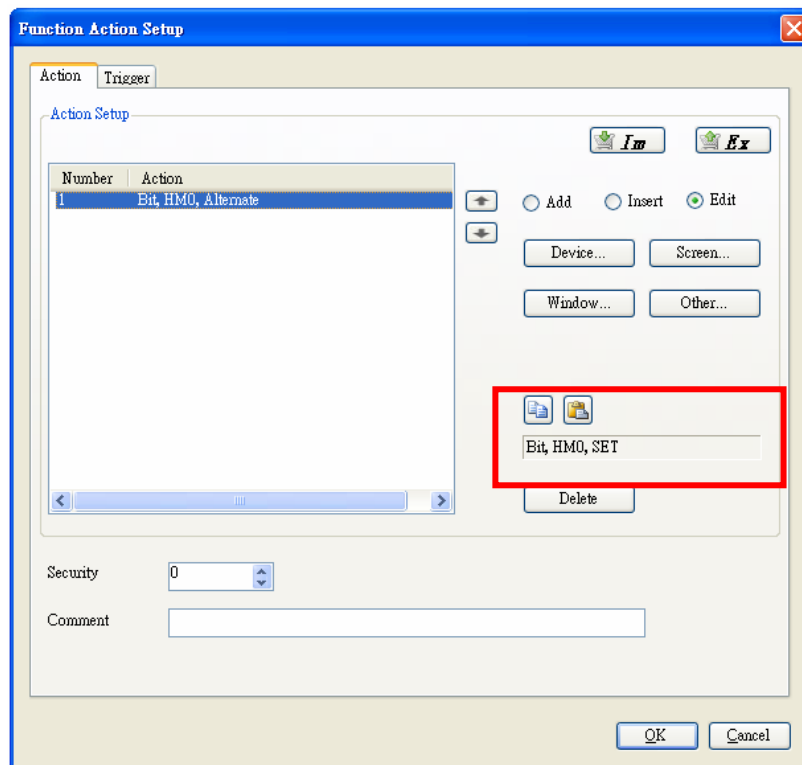 Function Action Setup
Action Trigger
Action Setup
Im Ex
Number Action
1 Bit, HM0, Alternate
Add Insert Edit
Device... Screen...
Window... Other...
Bit, HM0, SET
Delete
Security 0
Comment
OK Cancel